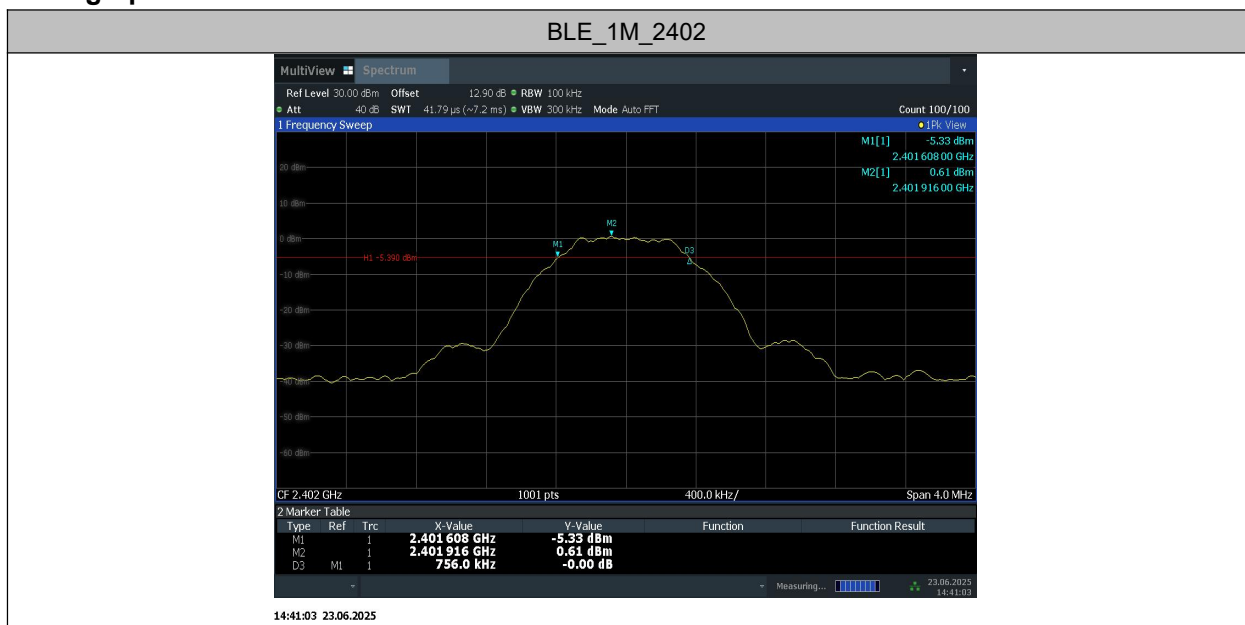 BLE_1M_2402
MultiView Spectrum
Ref Level 30.00 dBm Offset 12.90 dB RBW 100 kHz
Att 40 dB SWT 41.79 µs (~7.2 ms) VBW 300 kHz Mode Auto FFT Count 100/100
1 Frequency Sweep 1Pk View
M1[1] -5.33 dBm
2.401 608 00 GHz
20 dBm
M2[1] 0.61 dBm
2.401 916 00 GHz
10 dBm
M2
0 dBm
M1
D3
H1 -5.390 dBm
-10 dBm
-20 dBm
-30 dBm
-40 dBm
-50 dBm
-60 dBm
CF 2.402 GHz 1001 pts 400.0 kHz/ Span 4.0 MHz
2 Marker Table
Type Ref Trc X-Value Y-Value Function Function Result
M1 1 2.401 608 GHz -5.33 dBm
M2 1 2.401 916 GHz 0.61 dBm
D3 M1 1 756.0 kHz -0.00 dB
Measuring... 23.06.2025
14:41:03
14:41:03 23.06.2025